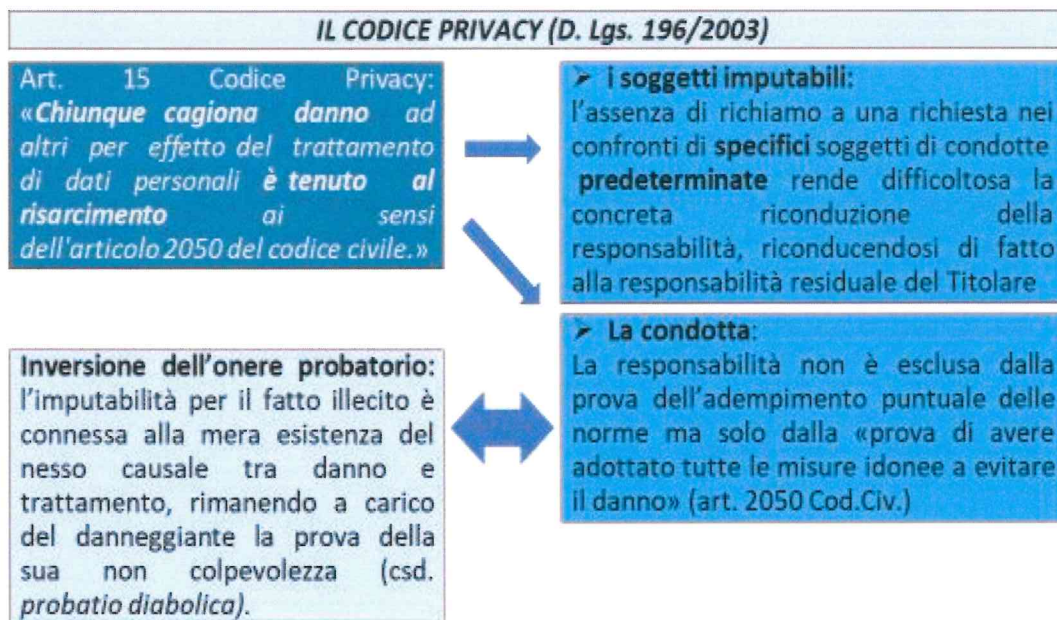 IL CODICE PRIVACY (D. Lgs. 196/2003)
Art. 15 Codice Privacy:
«Chiunque cagiona danno ad
altri per effetto del trattamento
di dati personali è tenuto al
risarcimento ai sensi
dell'articolo 2050 del codice civile.»
➤ i soggetti imputabili:
l'assenza di richiamo a una richiesta nei
confronti di specifici soggetti di condotte
predeterminate rende difficoltosa la
concreta riconduzione della
responsabilità, riconducendosi di fatto
alla responsabilità residuale del Titolare
➤ La condotta:
La responsabilità non è esclusa dalla
prova dell'adempimento puntuale delle
norme ma solo dalla «prova di avere
adottato tutte le misure idonee a evitare
il danno» (art. 2050 Cod.Civ.)
Inversione dell'onere probatorio:
l'imputabilità per il fatto illecito è
connessa alla mera esistenza del
nesso causale tra danno e
trattamento, rimanendo a carico
del danneggiante la prova della
sua non colpevolezza (csd.
probatio diabolica).